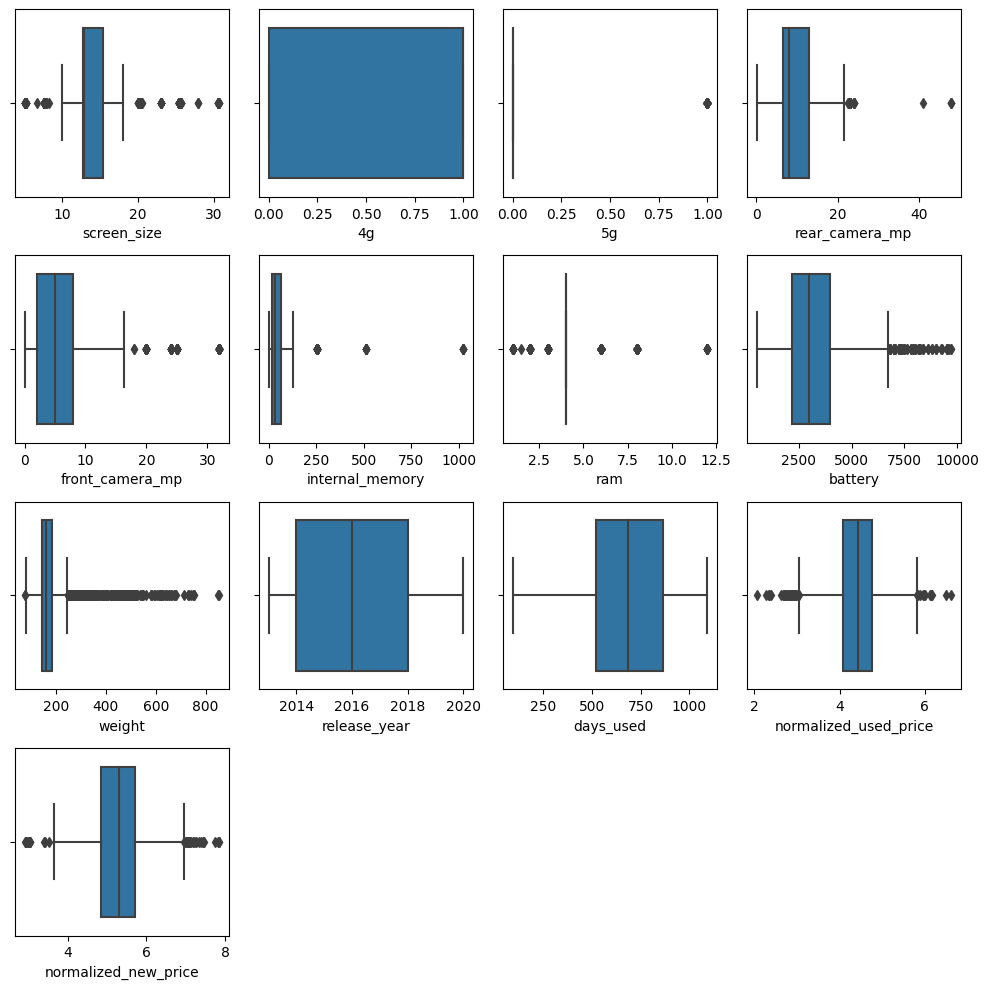 10 20 30
screen_size
0.00 0.25 0.50 0.75 1.00
4g
0.00 0.25 0.50 0.75 1.00
5g
0 20 40
rear_camera_mp
0 10 20 30
front_camera_mp
0 250 500 750 1000
internal_memory
2.5 5.0 7.5 10.0 12.5
ram
2500 5000 7500 10000
battery
200 400 600 800
weight
2014 2016 2018 2020
release_year
250 500 750 1000
days_used
2 4 6
normalized_used_price
4 6 8
normalized_new_price